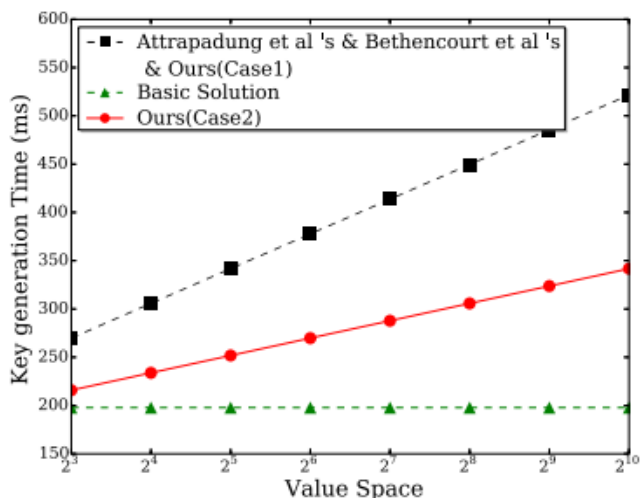 600
550
500
450
400
350
300
250
200
150
Key generation Time (ms)
Attrapadung et al 's & Bethencourt et al 's
& Ours(Case1)
Basic Solution
Ours(Case2)
2^3 2^4 2^5 2^6 2^7 2^8 2^9 2^10
Value Space